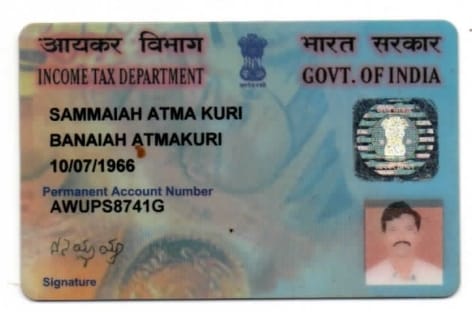 आयकर विभाग
भारत सरकार
INCOME TAX DEPARTMENT
GOVT. OF INDIA
SAMMAIAH ATMA KURI
BANAIAH ATMAKURI
10/07/1966
Permanent Account Number
AWUPS8741G
Signature